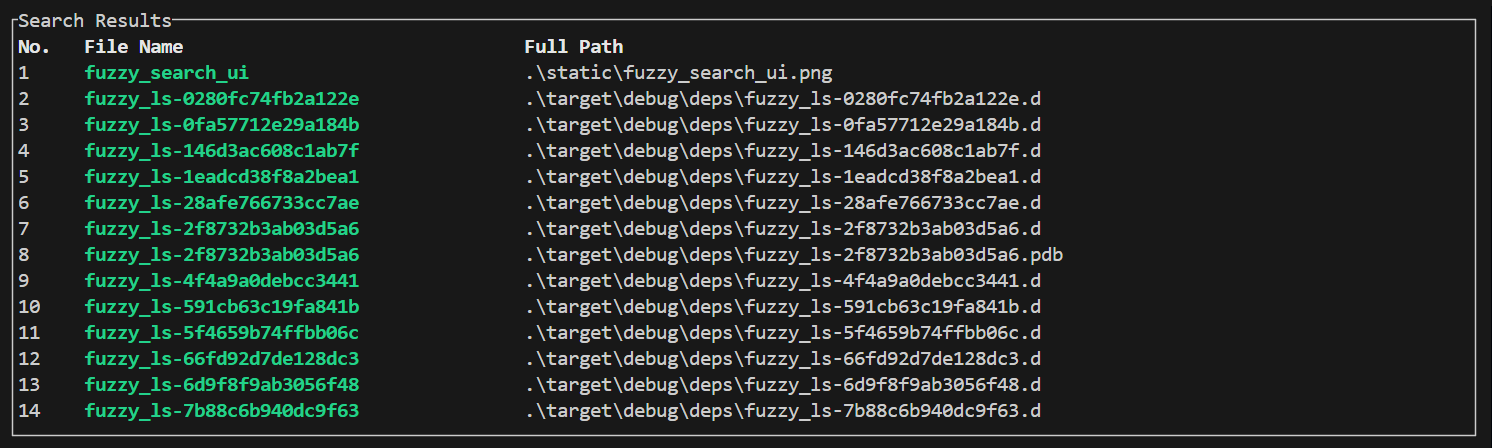 Search Results
No. File Name Full Path
1 fuzzy_search_ui .\static\fuzzy_search_ui.png
2 fuzzy_ls-0280fc74fb2a122e .\target\debug\deps\fuzzy_ls-0280fc74fb2a122e.d
3 fuzzy_ls-0fa57712e29a184b .\target\debug\deps\fuzzy_ls-0fa57712e29a184b.d
4 fuzzy_ls-146d3ac608c1ab7f .\target\debug\deps\fuzzy_ls-146d3ac608c1ab7f.d
5 fuzzy_ls-1eadcd38f8a2bea1 .\target\debug\deps\fuzzy_ls-1eadcd38f8a2bea1.d
6 fuzzy_ls-28afe766733cc7ae .\target\debug\deps\fuzzy_ls-28afe766733cc7ae.d
7 fuzzy_ls-2f8732b3ab03d5a6 .\target\debug\deps\fuzzy_ls-2f8732b3ab03d5a6.d
8 fuzzy_ls-2f8732b3ab03d5a6 .\target\debug\deps\fuzzy_ls-2f8732b3ab03d5a6.pdb
9 fuzzy_ls-4f4a9a0debcc3441 .\target\debug\deps\fuzzy_ls-4f4a9a0debcc3441.d
10 fuzzy_ls-591cb63c19fa841b .\target\debug\deps\fuzzy_ls-591cb63c19fa841b.d
11 fuzzy_ls-5f4659b74ffbb06c .\target\debug\deps\fuzzy_ls-5f4659b74ffbb06c.d
12 fuzzy_ls-66fd92d7de128dc3 .\target\debug\deps\fuzzy_ls-66fd92d7de128dc3.d
13 fuzzy_ls-6d9f8f9ab3056f48 .\target\debug\deps\fuzzy_ls-6d9f8f9ab3056f48.d
14 fuzzy_ls-7b88c6b940dc9f63 .\target\debug\deps\fuzzy_ls-7b88c6b940dc9f63.d